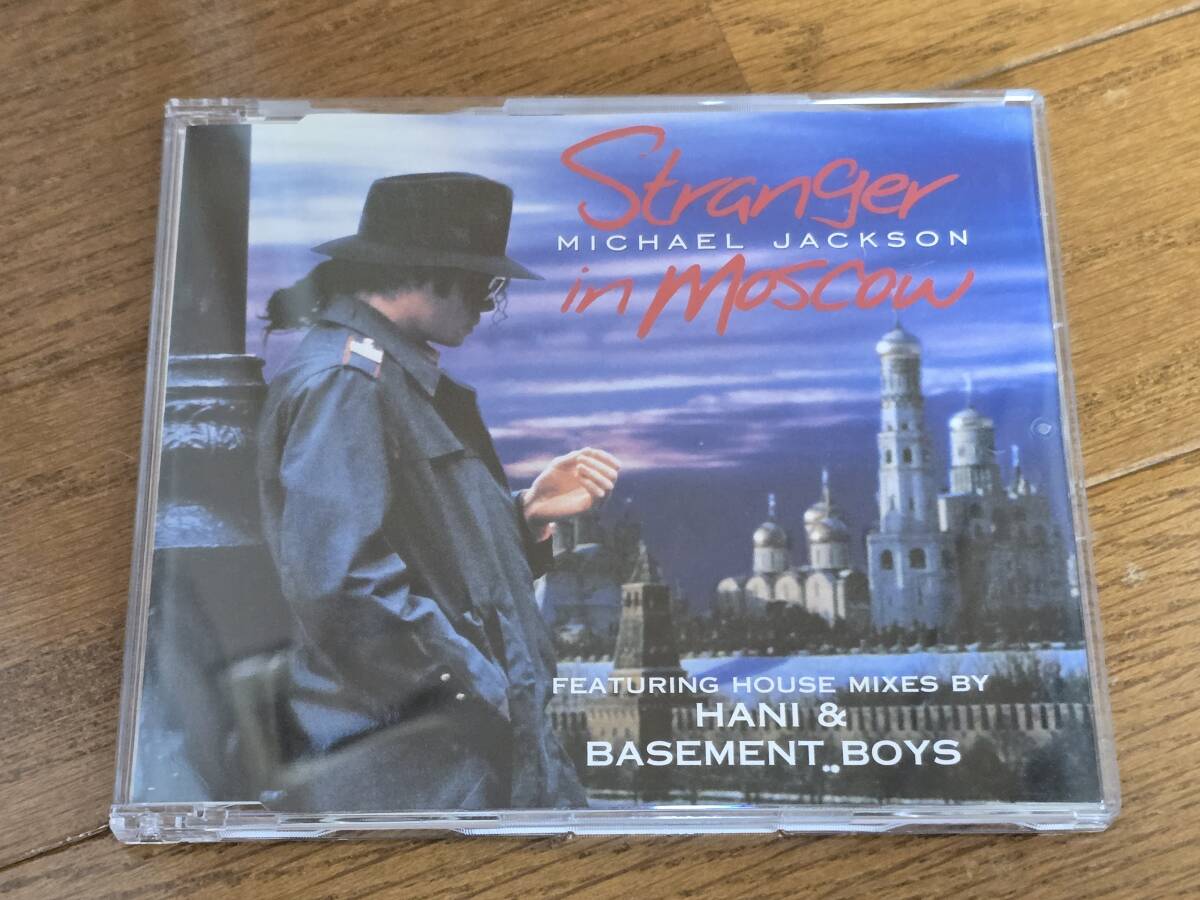 Stranger
MICHAEL JACKSON
in Moscow
FEATURING HOUSE MIXES BY
HANI &
BASEMENT BOYS